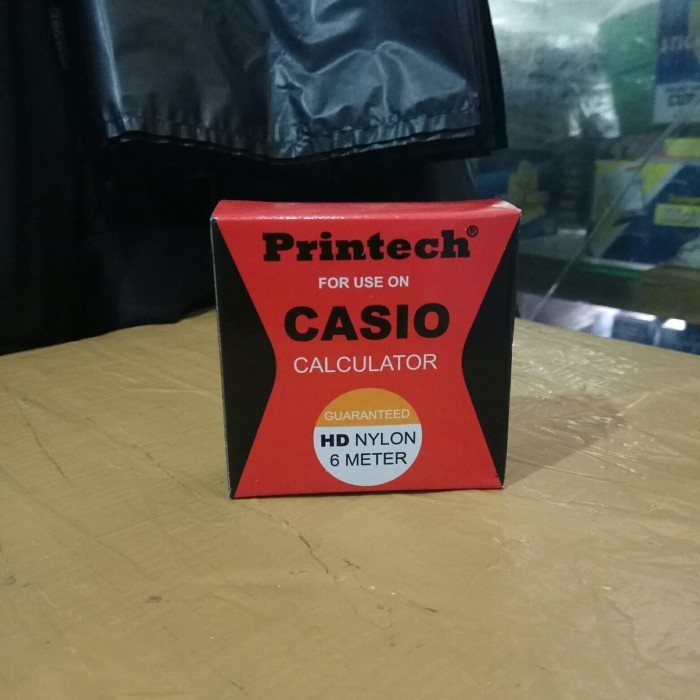 Printech®
FOR USE ON
CASIO
CALCULATOR
GUARANTEED
HD NYLON
6 METER